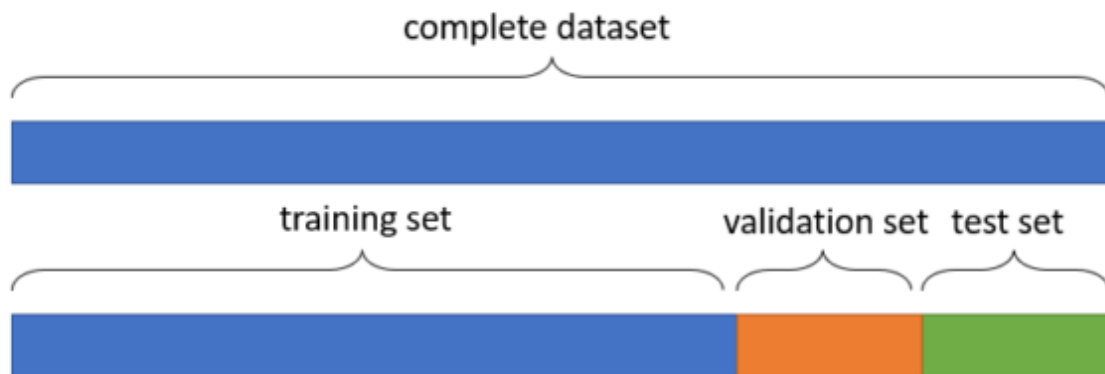 complete dataset
training set
validation set
test set